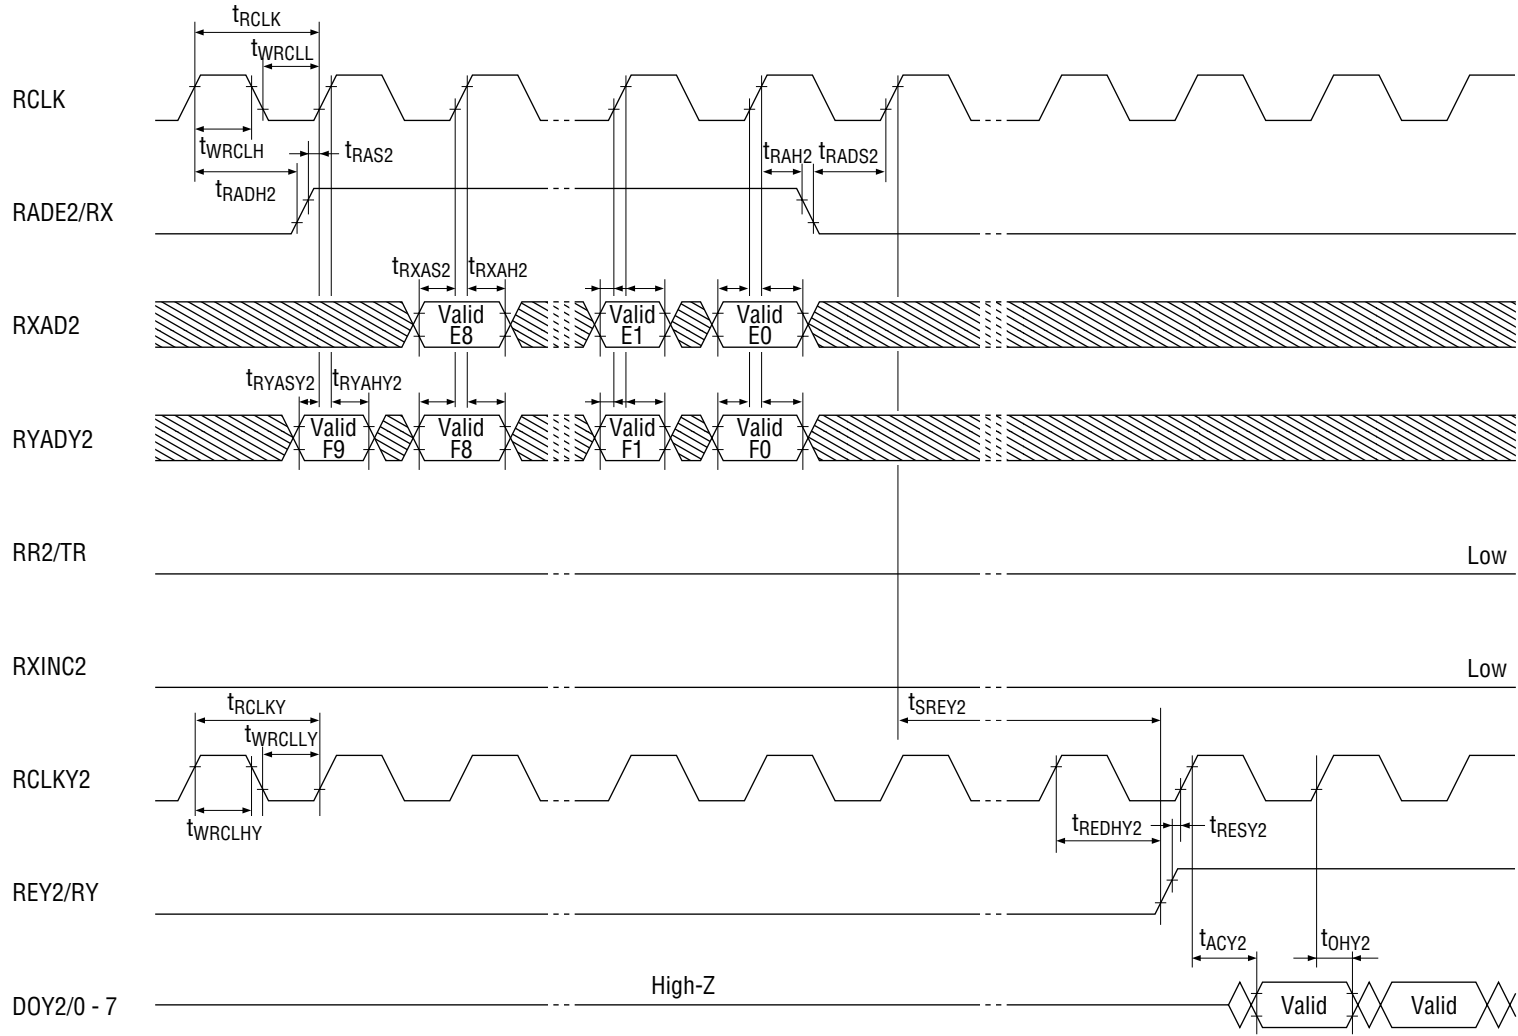 tRCLK
tWRCLL
RCLK
tWRCLH
tRAS2
tRAH2
tRADS2
tRADH2
RADE2/RX
tRXAS2
tRXAH2
RXAD2
Valid
E8
Valid
E1
Valid
E0
tRYASY2
tRYAHY2
RYADY2
Valid
F9
Valid
F8
Valid
F1
Valid
F0
RR2/TR
Low
RXINC2
Low
tRCLKY
tSREY2
tWRCLLY
RCLKY2
tWRCLHY
tREDHY2
tRESY2
REY2/RY
tACY2
tOHY2
High-Z
DOY2/0 - 7
Valid
Valid